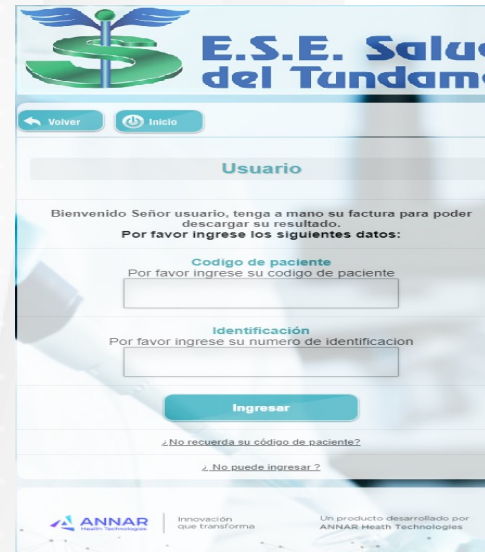 E.S.E. Salu
del Tundam
Volver
Inicio
Usuario
Bienvenido Señor usuario, tenga a mano su factura para poder
descargar su resultado.
Por favor ingrese los siguientes datos:
Codigo de paciente
Por favor ingrese su codigo de paciente
Identificación
Por favor ingrese su numero de identificacion
Ingresar
¿No recuerda su código de paciente?
¿ No puede ingresar ?
ANNAR
Health Technologies
Innovación
que transforma
Un producto desarrollado por
ANNAR Heath Technologies